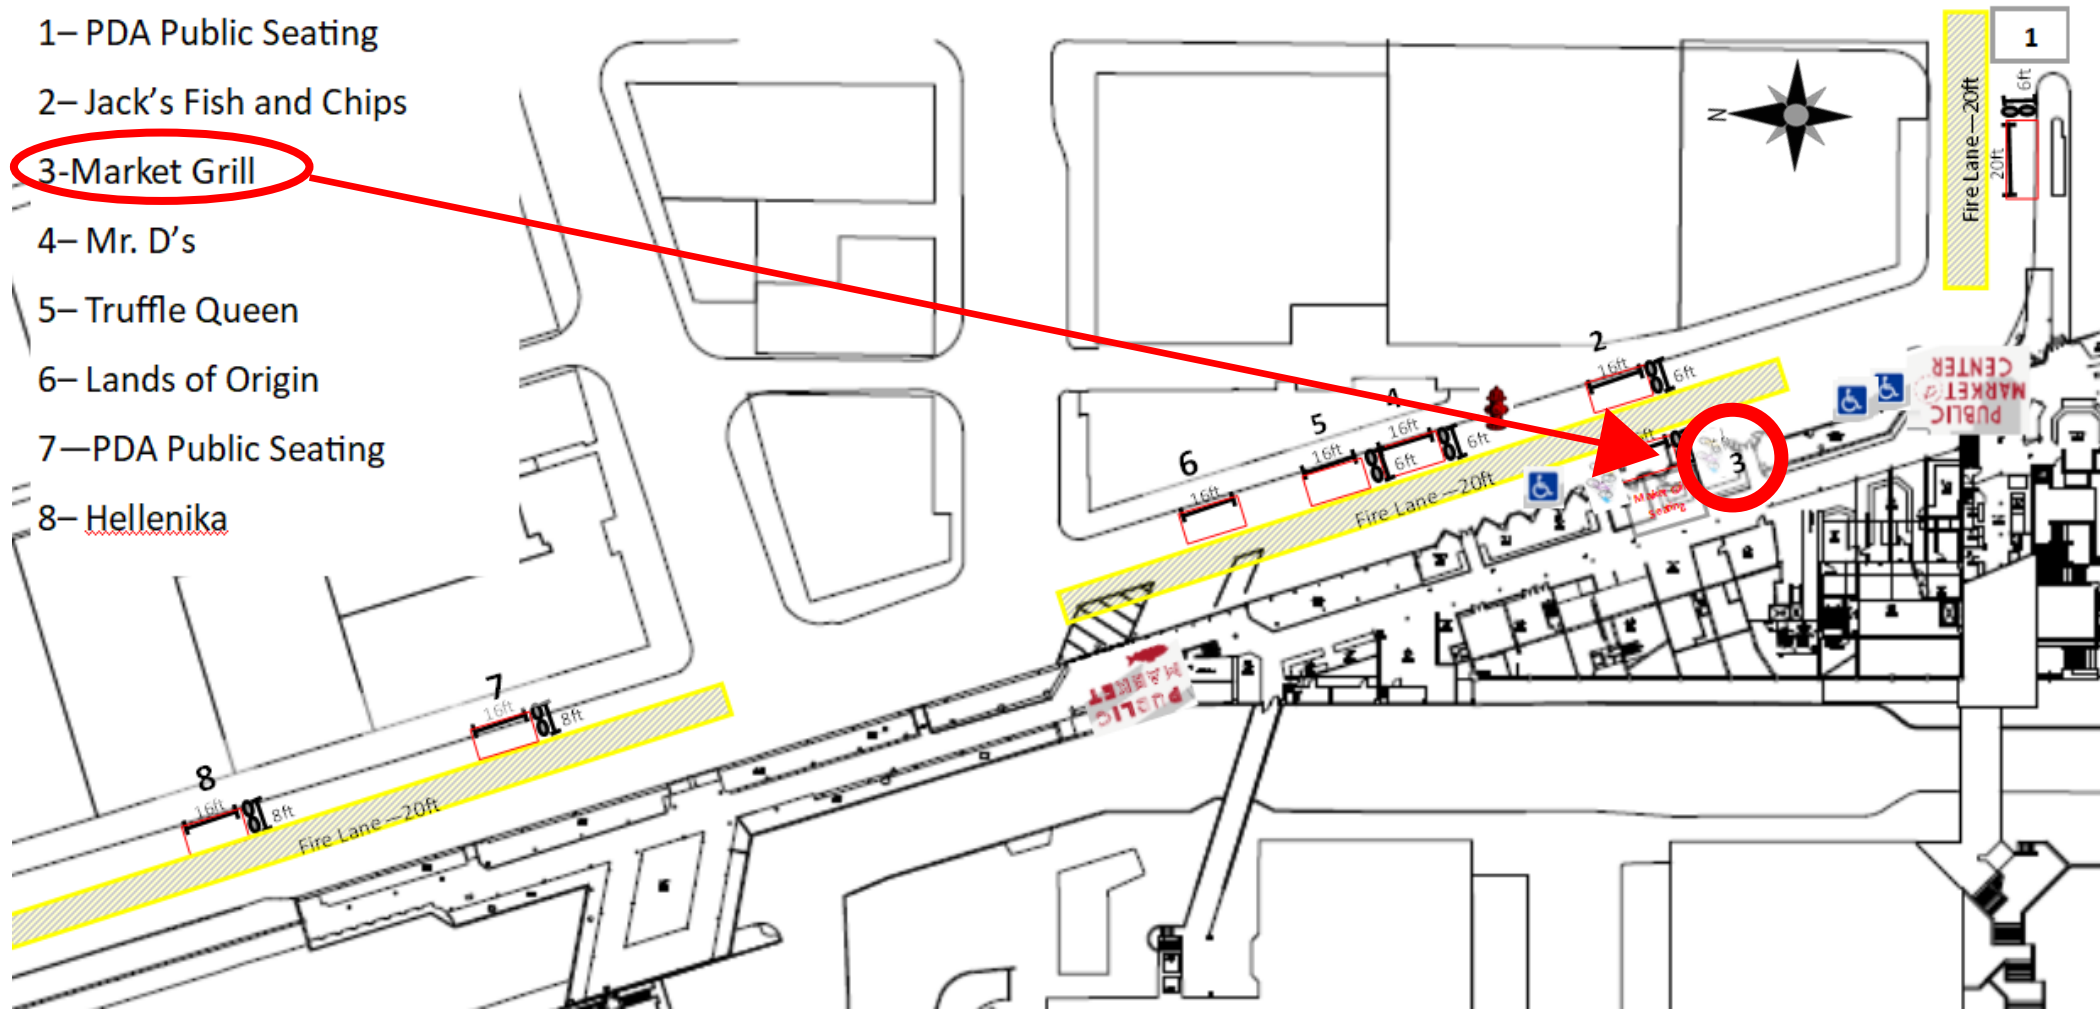 1– PDA Public Seating
2– Jack's Fish and Chips
3-Market Grill
4– Mr. D's
5– Truffle Queen
6– Lands of Origin
7—PDA Public Seating
8– Hellenika
1
6ft
20ft
Fire Lane—20ft
N
2
16ft
6ft
4
16ft
6ft
5
16ft
6ft
6
16ft
3
Seating
Fire Lane—20ft
PUBLIC
MARKET
CENTER
PUBLIC
MARKET
7
16ft
8ft
8
16ft
8ft
Fire Lane—20ft